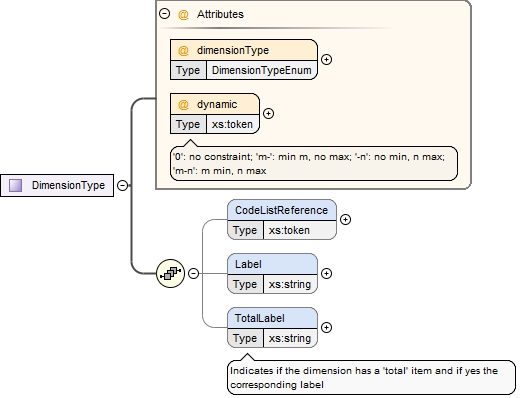 Attributes
@ dimensionType
Type DimensionTypeEnum
@ dynamic
Type xs:token
'0': no constraint; 'm-': min m, no max; '-n': no min, n max;
'm-n': m min, n max
DimensionType
CodeListReference
Type xs:token
Label
Type xs:string
TotalLabel
Type xs:string
Indicates if the dimension has a 'total' item and if yes the
corresponding label